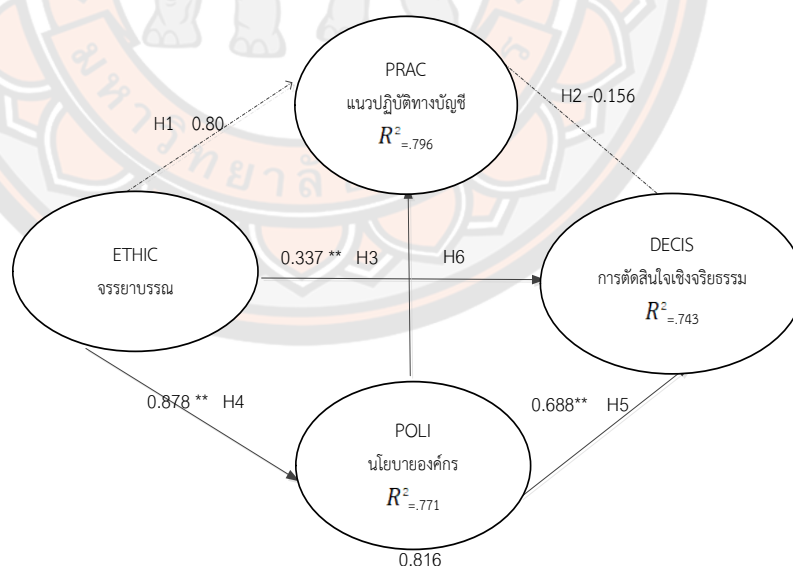 PRAC
แนวปฏิบัติทางบัญชี
R²=.796
H1 0.80
H2 -0.156
ETHIC
จรรยาบรรณ
0.337 ** H3
H6
DECIS
การตัดสินใจเชิงจริยธรรม
R²=.743
0.878 ** H4
0.688** H5
POLI
นโยบายองค์กร
R²=.771
0.816